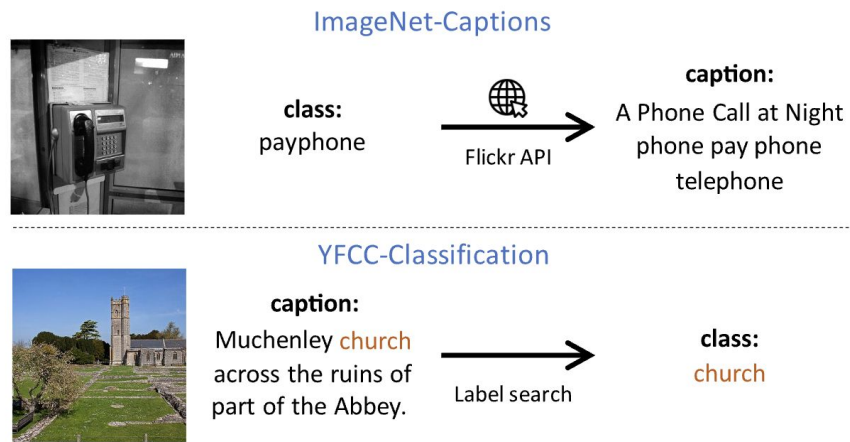 ImageNet-Captions
class:
payphone
Flickr API
caption:
A Phone Call at Night
phone pay phone
telephone
YFCC-Classification
caption:
Muchenley church
across the ruins of
part of the Abbey.
Label search
class:
church